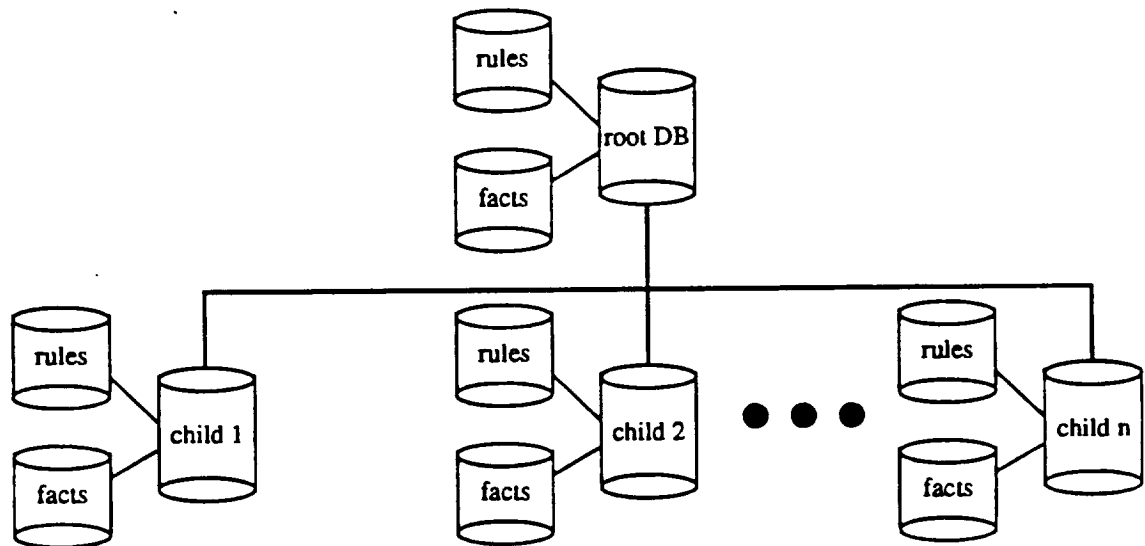 rules
root DB
facts
rules
child 1
facts
rules
child 2
facts
rules
child n
facts